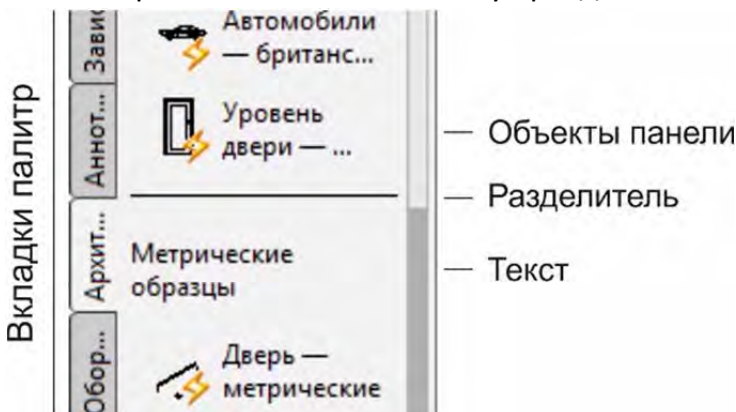 Автомобили
— британс...
Уровень
двери — ...
Метрические
образцы
Дверь —
метрические
Завис
Аннот...
Архит...
Обор...
Вкладки палитр
— Объекты панели
— Разделитель
— Текст